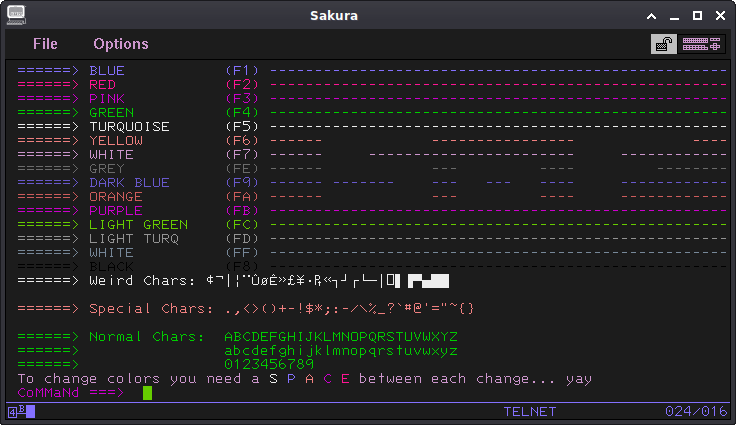 Sakura
File Options
======> BLUE (F1) ---------------------------------------------------
======> RED (F2) ---------------------------------------------------
======> PINK (F3) ---------------------------------------------------
======> GREEN (F4) ---------------------------------------------------
======> TURQUOISE (F5) ---------------------------------------------------
======> YELLOW (F6) ------ ---------------- ----
======> WHITE (F7) ------ ---------------------- ------------
======> GREY (FE) ------ --- ---- --------
======> DARK BLUE (F9) ------ ------- --- --- ---- ------------
======> ORANGE (FA) ------ --- ---- --------
======> PURPLE (FB) ---------------------------------------------------
======> LIGHT GREEN (FC) ---------------------------------------------------
======> LIGHT TURQ (FD) ---------------------------------------------------
======> WHITE (FF) ---------------------------------------------------
======> BLACK (F8) ---------------------------------------------------
======> Weird Chars: ¢¬|¦¨ÙøÊ»£¥·
======> Special Chars: .,<>()+-!$*;:-/\%_?`#@'="~{}
======> Normal Chars: ABCDEFGHIJKLMNOPQRSTUVWXYZ
======> abcdefghijklmnopqrstuvwxyz
======> 0123456789
To change colors you need a S P A C E between each change... yay
CoMMaNd ===>
4 B TELNET 024/016